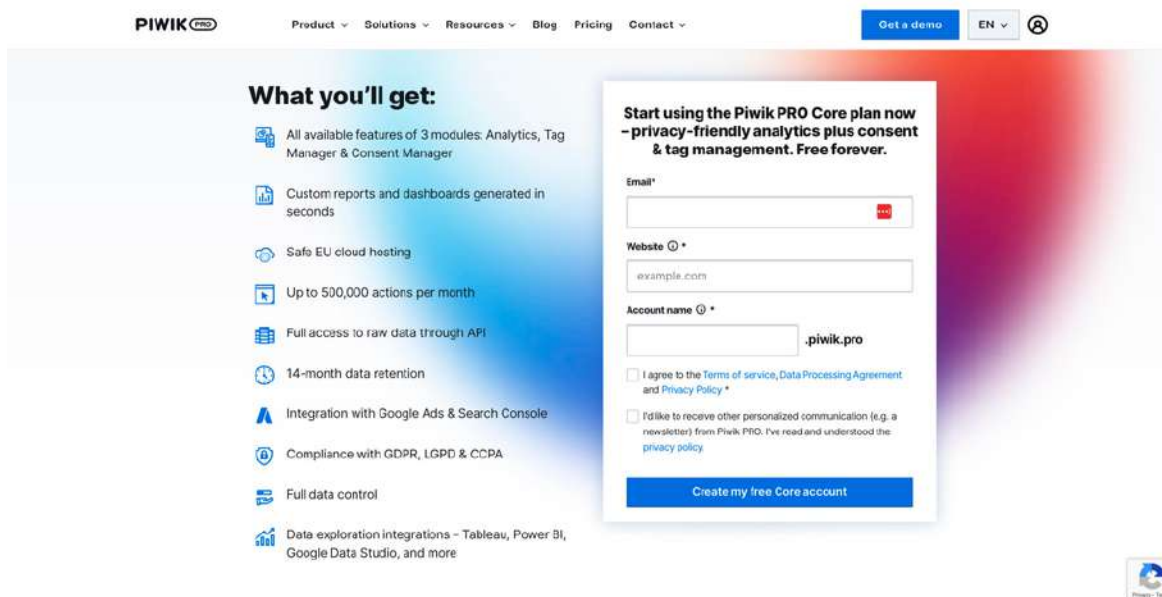 PIWIK PRO
Product
Solutions
Resources
Blog
Pricing
Contact
Get a demo
EN
What you'll get:
All available features of 3 modules: Analytics, Tag
Manager & Consent Manager
Custom reports and dashboards generated in
seconds
Safe EU cloud hosting
Up to 500,000 actions per month
Full access to raw data through API
14-month data retention
Integration with Google Ads & Search Console
Compliance with GDPR, LGPD & CCPA
Full data control
Data exploration integrations – Tableau, Power BI,
Google Data Studio, and more
Start using the Piwik PRO Core plan now
– privacy-friendly analytics plus consent
& tag management. Free forever.
Email*
Website *
example.com
Account name *
.piwik.pro
I agree to the Terms of service, Data Processing Agreement
and Privacy Policy *
I'd like to receive other personalized communication (e.g. a
newsletter) from Piwik PRO. I've read and understood the
privacy policy.
Create my free Core account